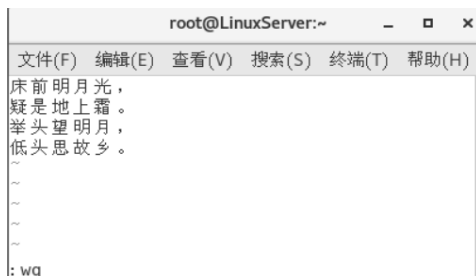 root@LinuxServer:~
文件(F) 编辑(E) 查看(V) 搜索(S) 终端(T) 帮助(H)
床前明月光，
疑是地上霜。
举头望明月，
低头思故乡。
~
~
~
~
~
:wq